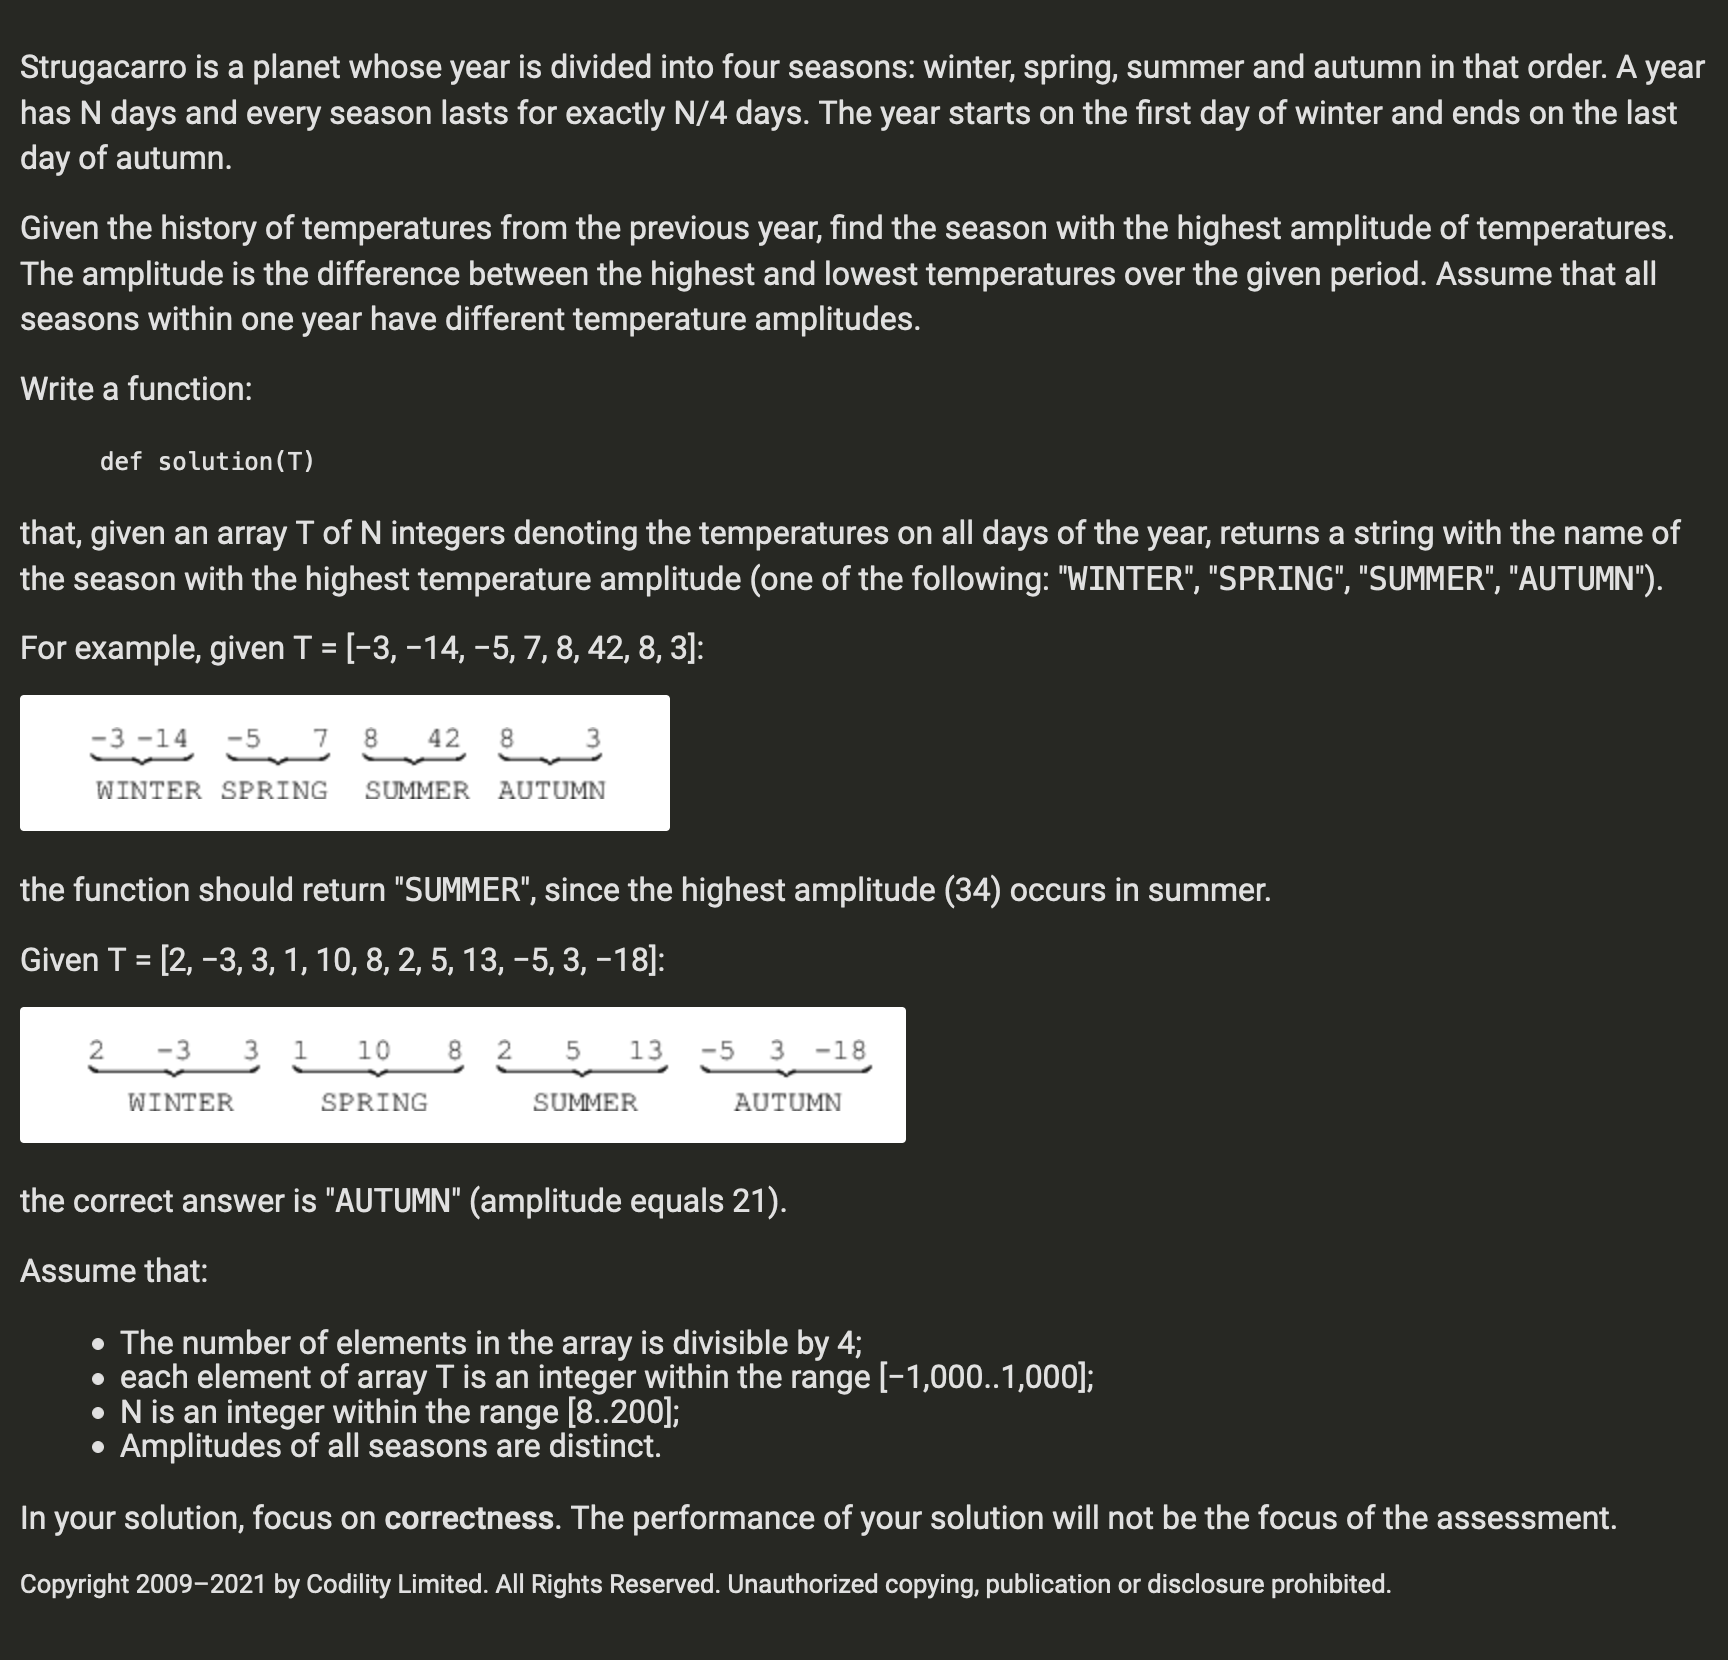 Strugacarro is a planet whose year is divided into four seasons: winter, spring, summer and autumn in that order. A year
has N days and every season lasts for exactly N/4 days. The year starts on the first day of winter and ends on the last
day of autumn.
Given the history of temperatures from the previous year, find the season with the highest amplitude of temperatures.
The amplitude is the difference between the highest and lowest temperatures over the given period. Assume that all
seasons within one year have different temperature amplitudes.
Write a function:
def solution(T)
that, given an array T of N integers denoting the temperatures on all days of the year, returns a string with the name of
the season with the highest temperature amplitude (one of the following: "WINTER", "SPRING", "SUMMER", "AUTUMN").
For example, given T = [−3, −14, −5, 7, 8, 42, 8, 3]:
-3 -14 -5 7 8 42 8 3
WINTER SPRING SUMMER AUTUMN
the function should return "SUMMER", since the highest amplitude (34) occurs in summer.
Given T = [2, −3, 3, 1, 10, 8, 2, 5, 13, −5, 3, −18]:
2 -3 3 1 10 8 2 5 13 -5 3 -18
WINTER SPRING SUMMER AUTUMN
the correct answer is "AUTUMN" (amplitude equals 21).
Assume that:
• The number of elements in the array is divisible by 4;
• each element of array T is an integer within the range [−1,000..1,000];
• N is an integer within the range [8..200];
• Amplitudes of all seasons are distinct.
In your solution, focus on correctness. The performance of your solution will not be the focus of the assessment.
Copyright 2009–2021 by Codility Limited. All Rights Reserved. Unauthorized copying, publication or disclosure prohibited.